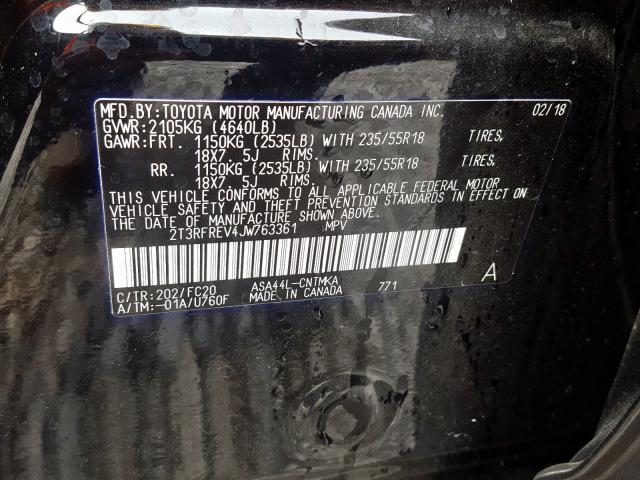 MFD.BY:TOYOTA MOTOR MANUFACTURING CANADA INC. 02/18
GVWR:2105KG (4640LB)
GAWR:FRT. 1150KG (2535LB) WITH 235/55R18 TIRES,
18X7. 5J RIMS.
RR. 1150KG (2535LB) WITH 235/55R18 TIRES,
18X7. 5J RIMS.
THIS VEHICLE CONFORMS TO ALL APPLICABLE FEDERAL MOTOR
VEHICLE SAFETY AND THEFT PREVENTION STANDARDS IN EFFECT ON
THE DATE OF MANUFACTURE SHOWN ABOVE.
2T3RFREV4JW763361 MPV
C/TR:202/FC20 ASA44L-CNTMKA 771 A
A/TM:-01A/U760F MADE IN CANADA